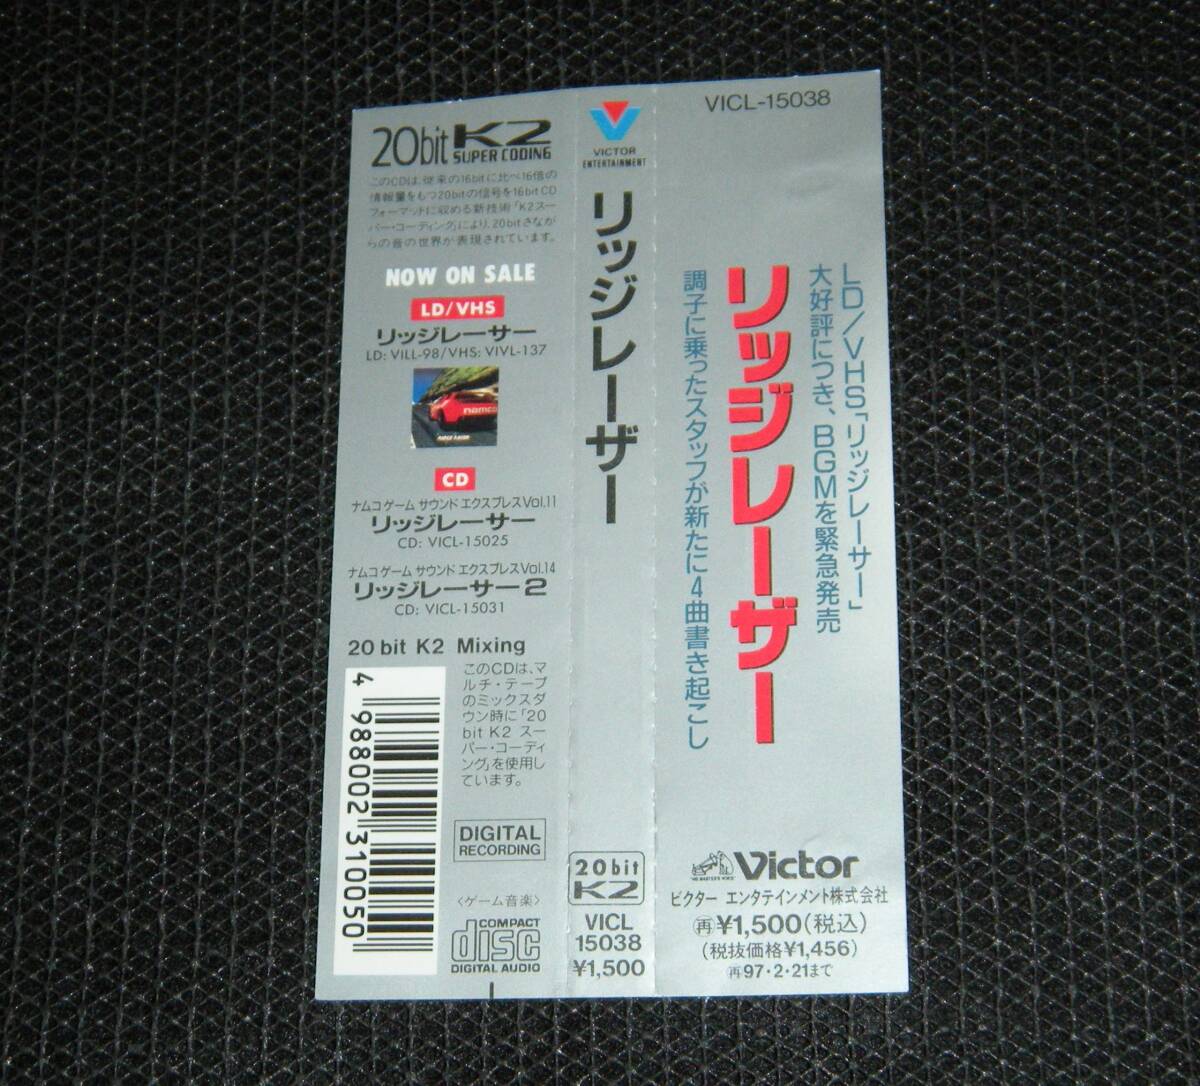 20bit K2
SUPER CODING
このCDは、従来の16bitに比べ16倍の
情報量をもつ20bitの信号を16bit CD
フォーマットに収める新技術「K2スー
パー・コーディング」により、20bitさなが
らの音の世界が表現されています。
NOW ON SALE
LD/VHS
リッジレーサー
LD: VILL-98/VHS: VIVL-137
namco
RIDGE RACER
CD
ナムコ ゲーム サウンド エクスプレス Vol.11
リッジレーサー
CD: VICL-15025
ナムコ ゲーム サウンド エクスプレス Vol.14
リッジレーサー2
CD: VICL-15031
20 bit K2 Mixing
このCDは、マ
ルチ・テープ
のミックスダ
ウン時に「20
bit K2 スー
パー・コーディ
ング」を使用し
ています。
4 988002 310050
DIGITAL
RECORDING
〈ゲーム音楽〉
COMPACT
disc
DIGITAL AUDIO
VICTOR
ENTERTAINMENT
リッジレーザー
20bit
K2
VICL
15038
¥1,500
VICL-15038
LD/VHS「リッジレーサー」
大好評につき、BGMを緊急発売
リッジレーザー
調子に乗ったスタッフが新たに4曲書き起こし
"HIS MASTER'S VOICE"
Victor
ビクター エンタテインメント株式会社
再¥1,500(税込)
(税抜価格¥1,456)
再97・2・21まで